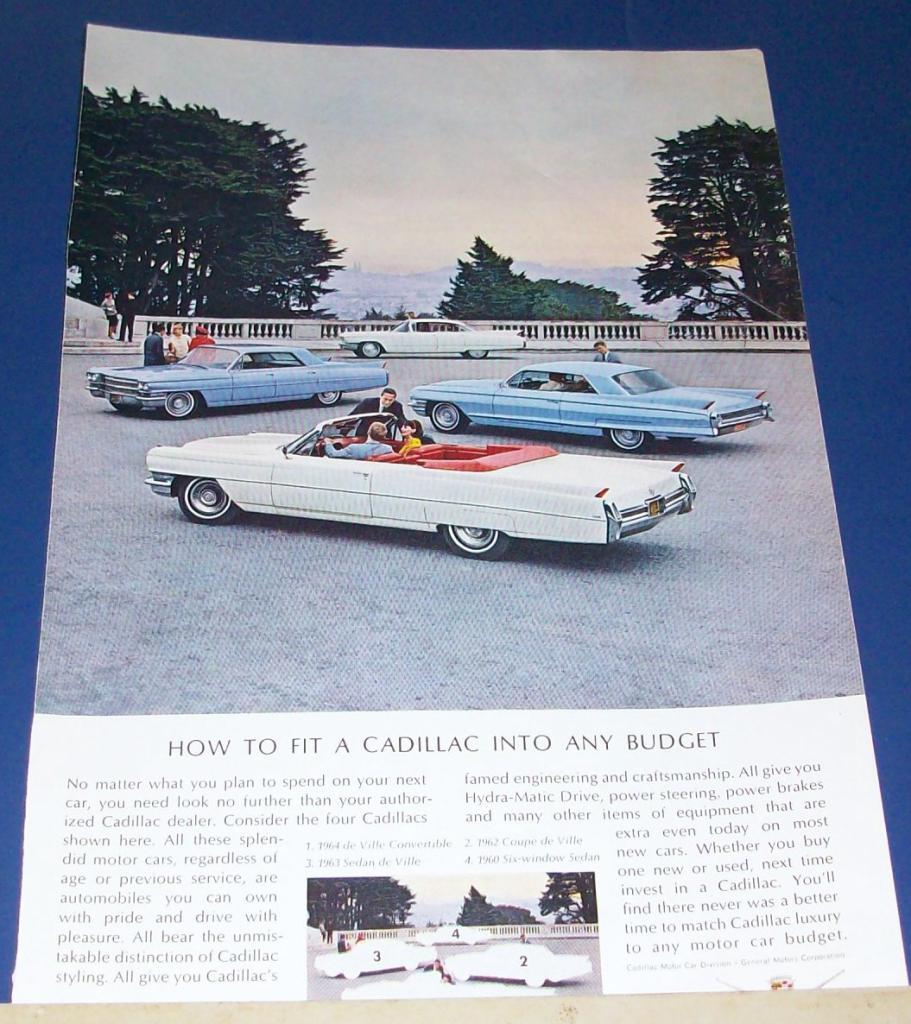 HOW TO FIT A CADILLAC INTO ANY BUDGET
No matter what you plan to spend on your next
car, you need look no further than your author-
ized Cadillac dealer. Consider the four Cadillacs
shown here. All these splen-
did motor cars, regardless of
age or previous service, are
automobiles you can own
with pride and drive with
pleasure. All bear the unmis-
takable distinction of Cadillac
styling. All give you Cadillac's
famed engineering and craftsmanship. All give you
Hydra-Matic Drive, power steering, power brakes
and many other items of equipment that are
extra even today on most
new cars. Whether you buy
one new or used, next time
invest in a Cadillac. You'll
find there never was a better
time to match Cadillac luxury
to any motor car budget.
Cadillac Motor Car Division • General Motors Corporation
1. 1964 de Ville Convertible
2. 1962 Coupe de Ville
3. 1963 Sedan de Ville
4. 1960 Six-window Sedan
4
3
2